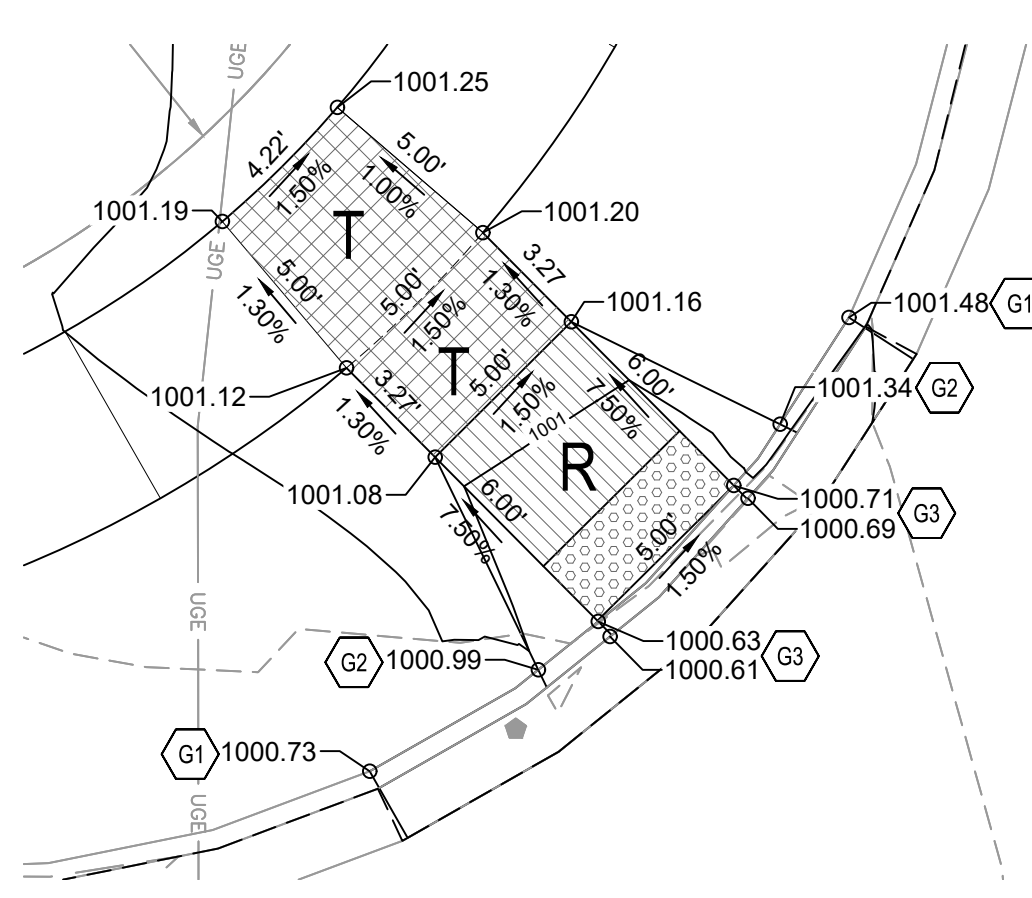 UGE
1001.25
4.22'
5.00'
1.50%
1.00%
T
1001.19
1001.20
UGE
5.00'
5.00'
3.27
1.30%
1.50%
1.30%
1001.16
1001.48
G1
T
5.00'
6.00'
1001.12
3.27'
1.30%
1.50%
7.50%
1001.34
G2
1001
R
1001.08
6.00'
7.50%
1000.71
1000.69
G3
5.00'
1.50%
UGE
1000.63
1000.61
G3
G2
1000.99
G1
1000.73
UGE